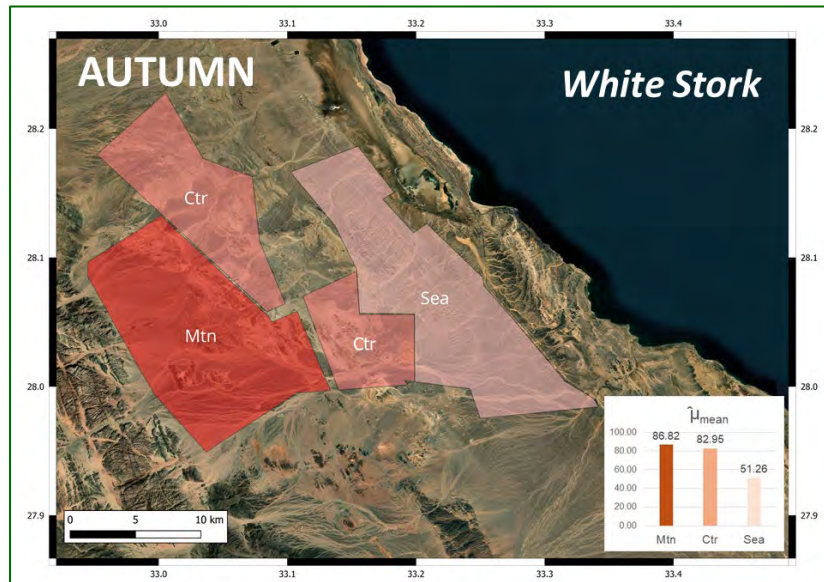 33.0 33.1 33.2 33.3 33.4
AUTUMN
White Stork
28.2 28.2
Ctr
28.1 28.1
Sea
Mtn
Ctr
28.0 28.0
μ̂mean
100.00
86.82
82.95
80.00
60.00
51.26
40.00
20.00
0.00
Mtn Ctr Sea
27.9 27.9
0 5 10 km
33.0 33.1 33.2 33.3 33.4